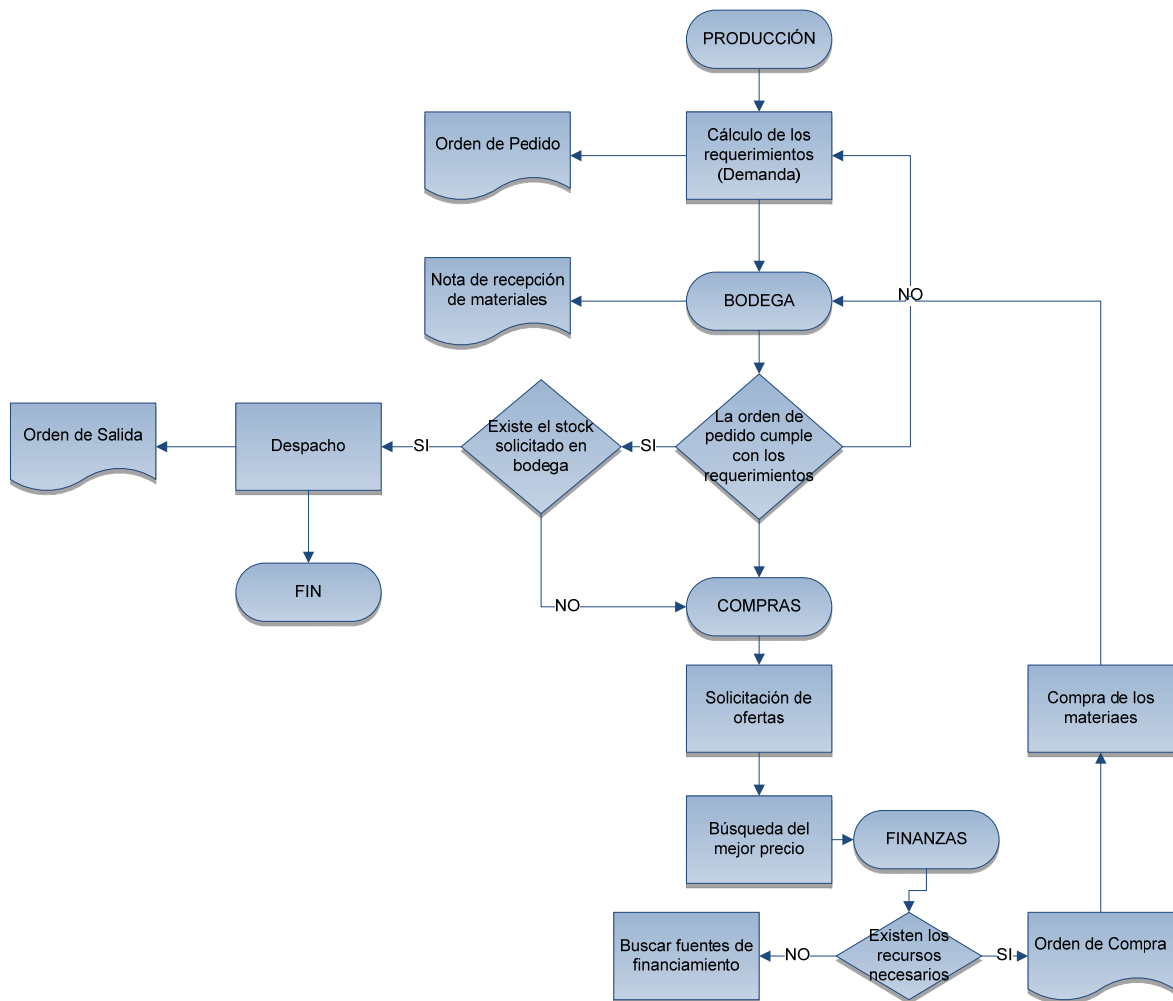 PRODUCCIÓN
Orden de Pedido
Cálculo de los
requerimientos
(Demanda)
Nota de recepción
de materiales
BODEGA
NO
Orden de Salida
Despacho
SI
Existe el stock
solicitado en
bodega
SI
La orden de
pedido cumple
con los
requerimientos
FIN
NO
COMPRAS
Solicitación de
ofertas
Compra de los
materiaes
Búsqueda del
mejor precio
FINANZAS
Buscar fuentes de
financiamiento
NO
Existen los
recursos
necesarios
SI
Orden de Compra